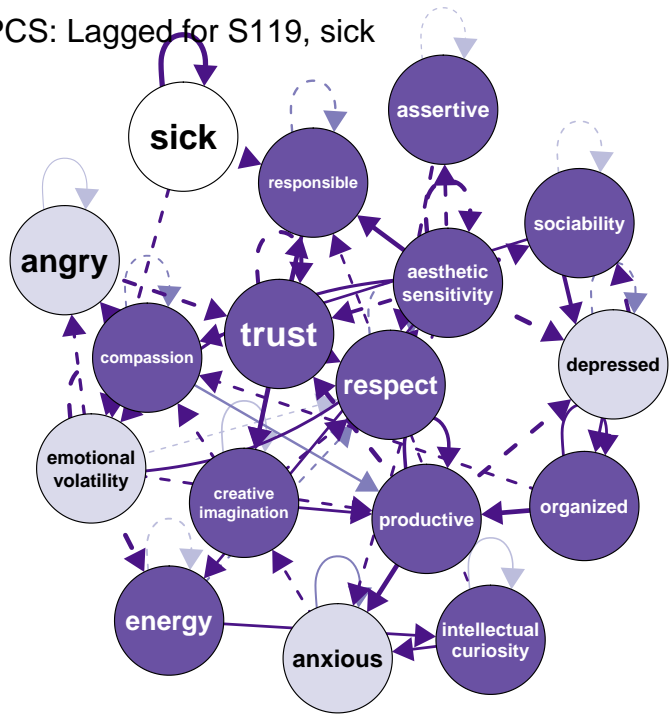 PCS: Lagged for S119, sick
sick
assertive
responsible
sociability
angry
aesthetic
sensitivity
trust
compassion
depressed
respect
emotional
volatility
creative
imagination
organized
productive
energy
intellectual
curiosity
anxious